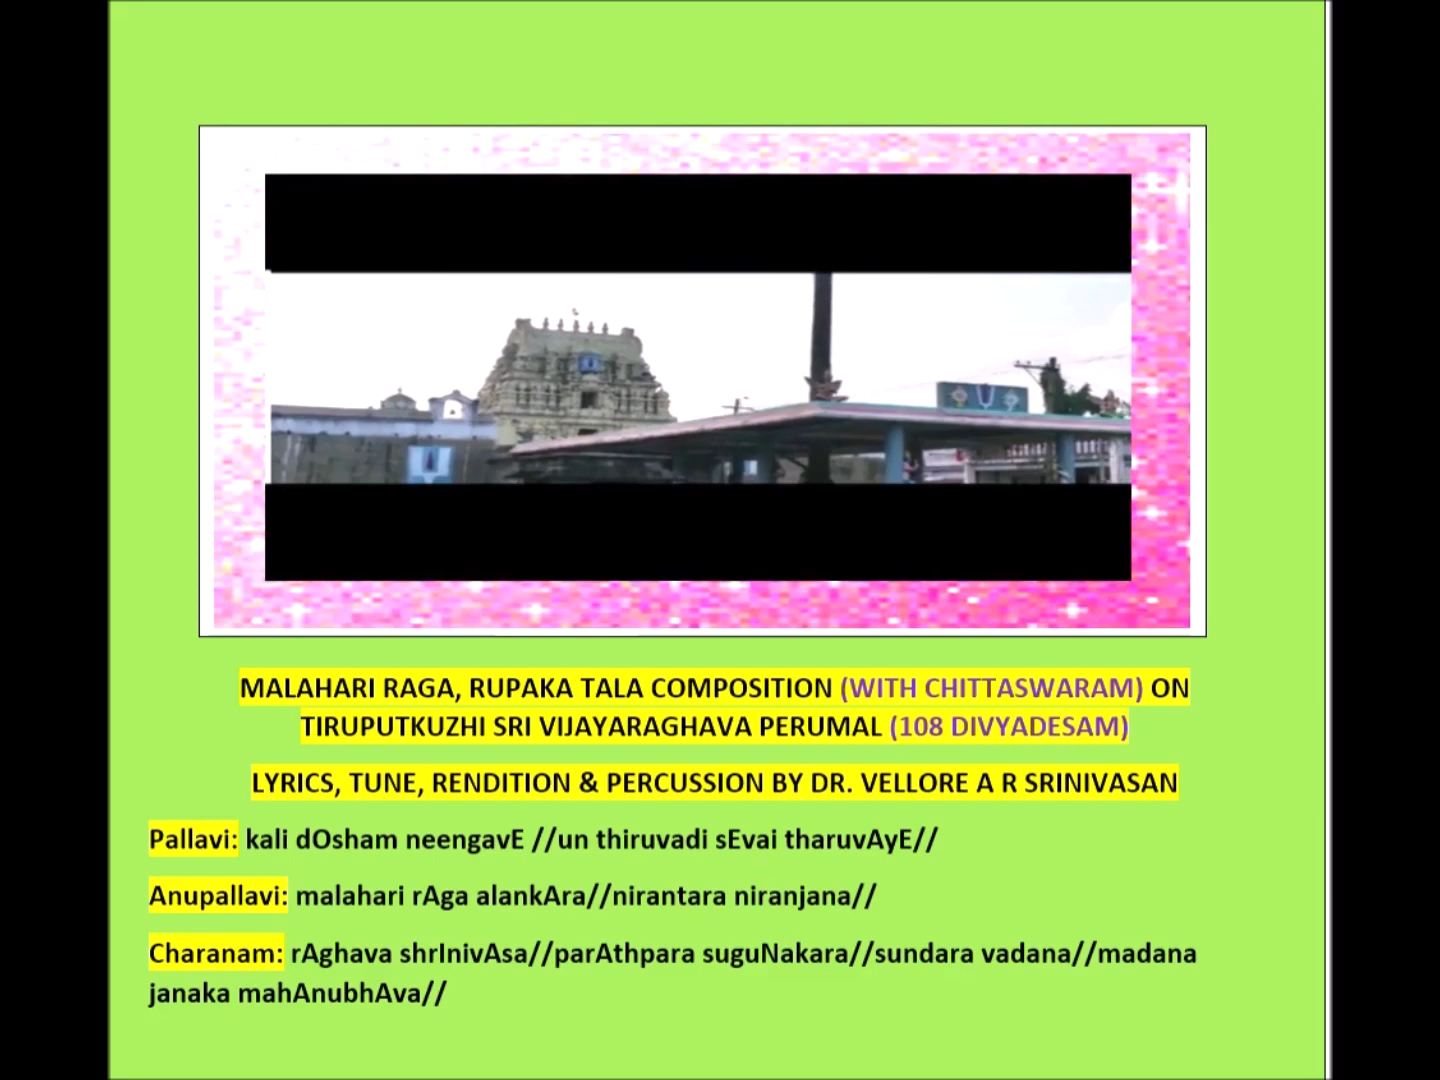 MALAHARI RAGA, RUPAKA TALA COMPOSITION (WITH CHITTASWARAM) ON
TIRUPUTKUZHI SRI VIJAYARAGHAVA PERUMAL (108 DIVYADESAM)
LYRICS, TUNE, RENDITION & PERCUSSION BY DR. VELLORE A R SRINIVASAN
Pallavi: kali dOsham neengavE //un thiruvadi sEvai tharuvAyE//
Anupallavi: malahari rAga alankAra//nirantara niranjana//
Charanam: rAghava shrInivAsa//parAthpara suguNakara//sundara vadana//madana
janaka mahAnubhAva//